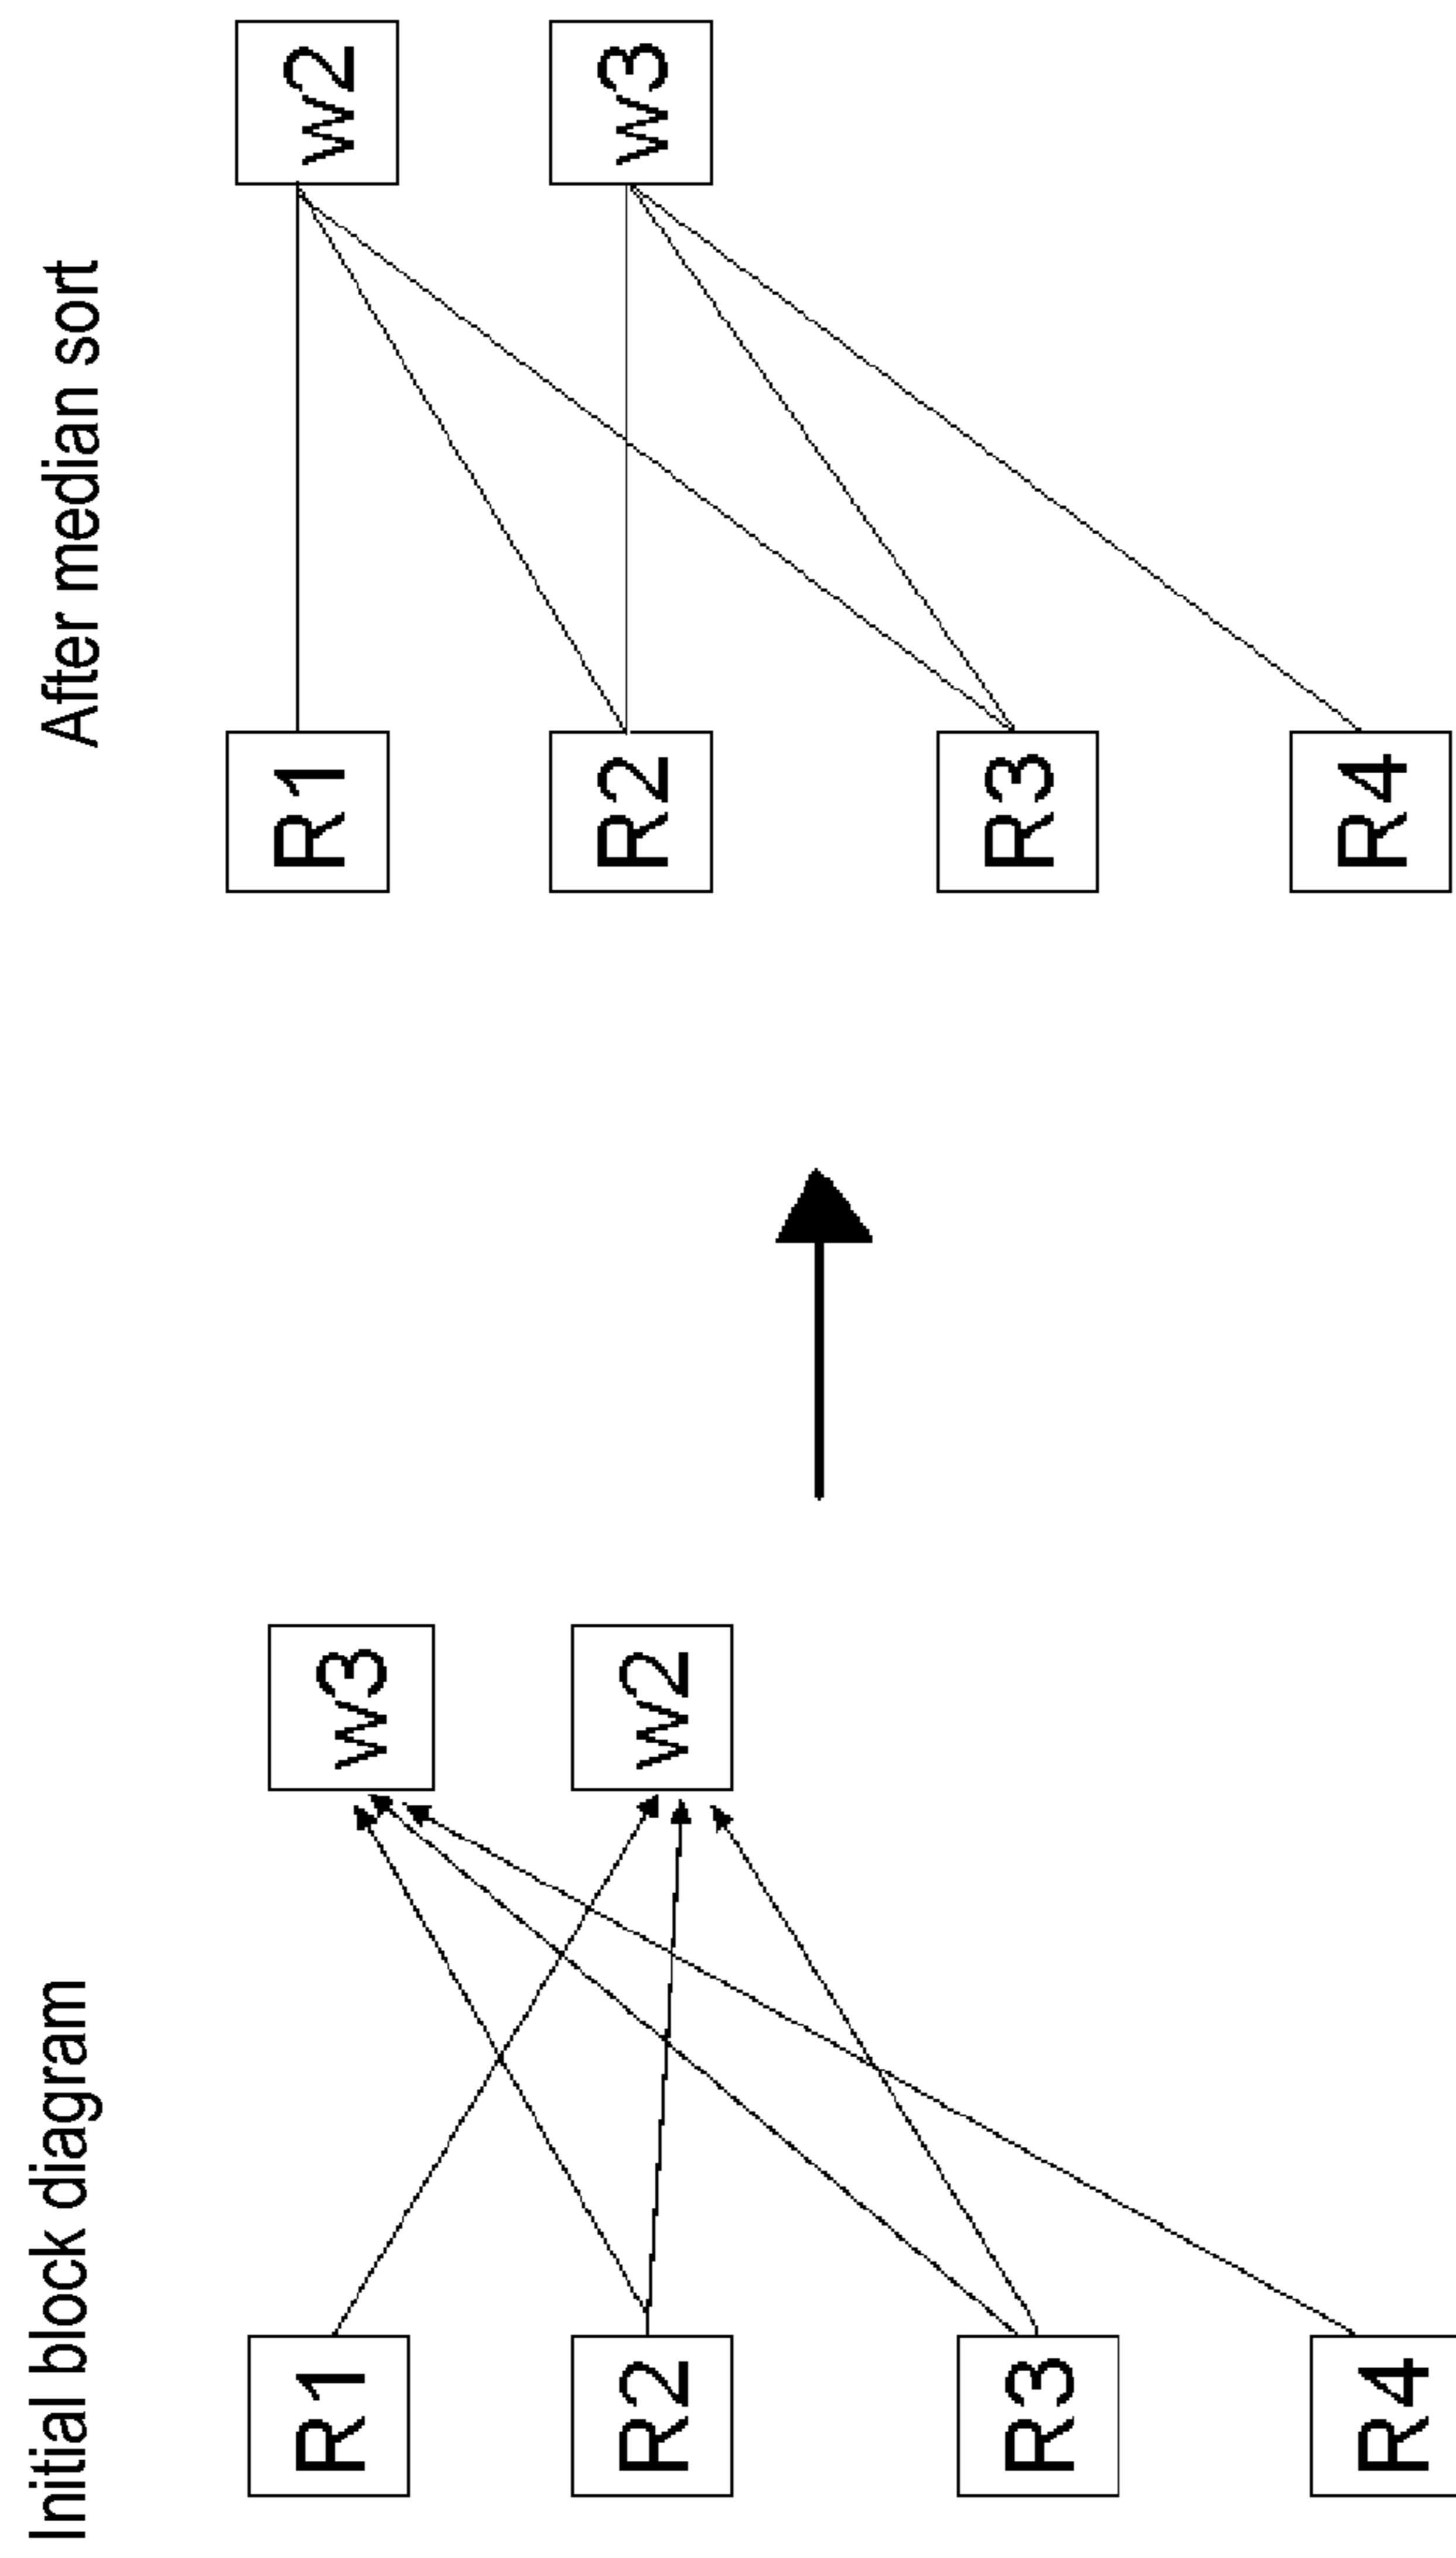 Initial block diagram
R1
w3
R2
w2
R3
R4
After median sort
R1
w2
R2
w3
R3
R4